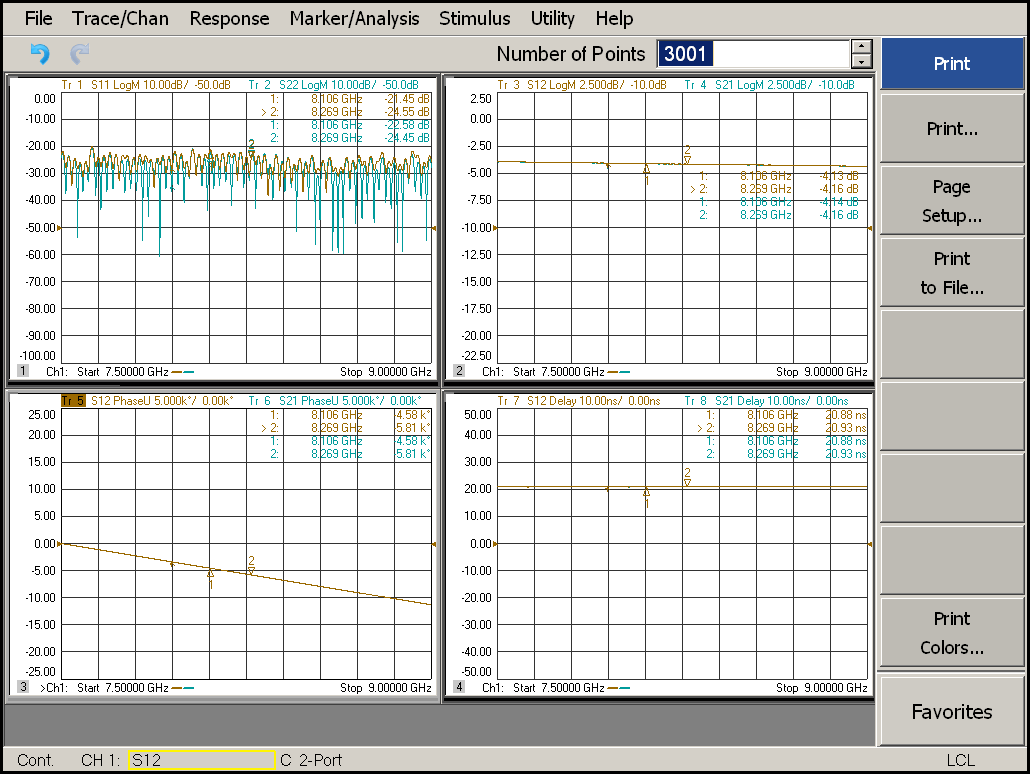 File Trace/Chan Response Marker/Analysis Stimulus Utility Help
Number of Points 3001
Print
Print...
Page
Setup...
Print
to File...
Print
Colors...
Favorites
Tr 1 S11 LogM 10.00dB/ -50.0dB Tr 2 S22 LogM 10.00dB/ -50.0dB
1: 8.106 GHz -21.45 dB
> 2: 8.269 GHz -24.55 dB
1: 8.106 GHz -22.58 dB
2: 8.269 GHz -24.45 dB
0.00
-10.00
-20.00
-30.00
-40.00
-50.00
-60.00
-70.00
-80.00
-90.00
-100.00
2
1 Ch1: Start 7.50000 GHz Stop 9.00000 GHz
Tr 3 S12 LogM 2.500dB/ -10.0dB Tr 4 S21 LogM 2.500dB/ -10.0dB
2.50
0.00
-2.50
-5.00
-7.50
-10.00
-12.50
-15.00
-17.50
-20.00
-22.50
2
1
1: 8.106 GHz -4.13 dB
> 2: 8.269 GHz -4.16 dB
1: 8.106 GHz -4.14 dB
2: 8.269 GHz -4.16 dB
2 Ch1: Start 7.50000 GHz Stop 9.00000 GHz
Tr 5 S12 PhaseU 5.000k°/ 0.00k° Tr 6 S21 PhaseU 5.000k°/ 0.00k°
1: 8.106 GHz -4.58 k°
> 2: 8.269 GHz -5.81 k°
1: 8.106 GHz -4.58 k°
2: 8.269 GHz -5.81 k°
25.00
20.00
15.00
10.00
5.00
0.00
-5.00
-10.00
-15.00
-20.00
-25.00
2
1
3 >Ch1: Start 7.50000 GHz Stop 9.00000 GHz
Tr 7 S12 Delay 10.00ns/ 0.00ns Tr 8 S21 Delay 10.00ns/ 0.00ns
1: 8.106 GHz 20.88 ns
> 2: 8.269 GHz 20.93 ns
1: 8.106 GHz 20.88 ns
2: 8.269 GHz 20.93 ns
50.00
40.00
30.00
20.00
10.00
0.00
-10.00
-20.00
-30.00
-40.00
-50.00
2
1
4 Ch1: Start 7.50000 GHz Stop 9.00000 GHz
Cont. CH 1: S12 C 2-Port LCL